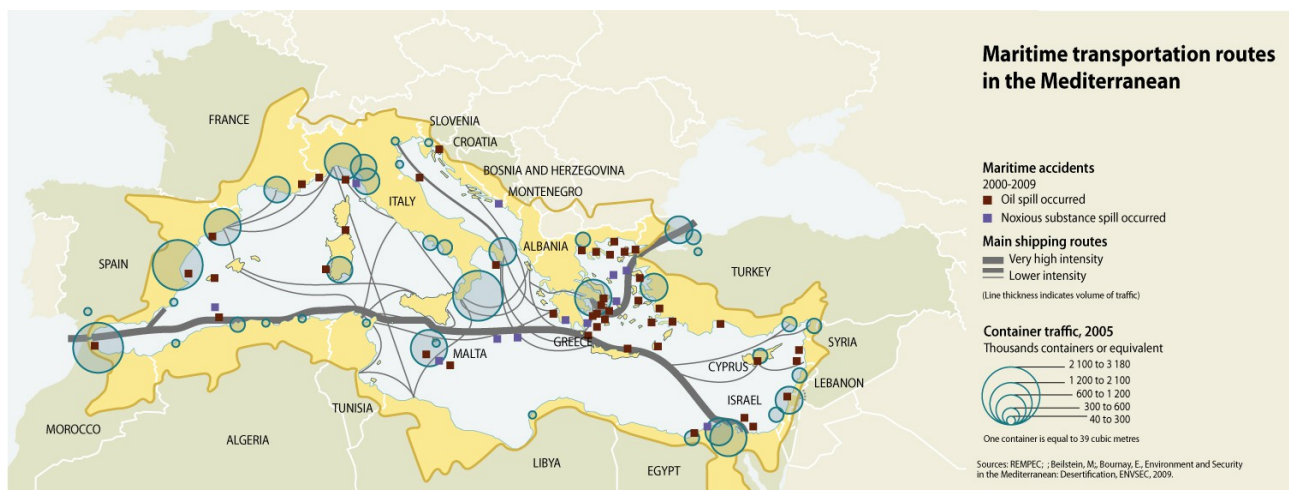 Maritime transportation routes
in the Mediterranean
Maritime accidents
2000-2009
Oil spill occurred
Noxious substance spill occurred
Main shipping routes
Very high intensity
Lower intensity
(Line thickness indicates volume of traffic)
Container traffic, 2005
Thousands containers or equivalent
2 100 to 3 180
1 200 to 2 100
600 to 1 200
300 to 600
40 to 300
One container is equal to 39 cubic metres
Sources: REMPEC; ; Beilstein, M;, Bournay, E., Environment and Security
in the Mediterranean: Desertification, ENVSEC, 2009.
FRANCE
SLOVENIA
CROATIA
BOSNIA AND HERZEGOVINA
MONTENEGRO
ITALY
ALBANIA
SPAIN
TURKEY
GREECE
MALTA
CYPRUS
SYRIA
LEBANON
ISRAEL
TUNISIA
MOROCCO
ALGERIA
LIBYA
EGYPT